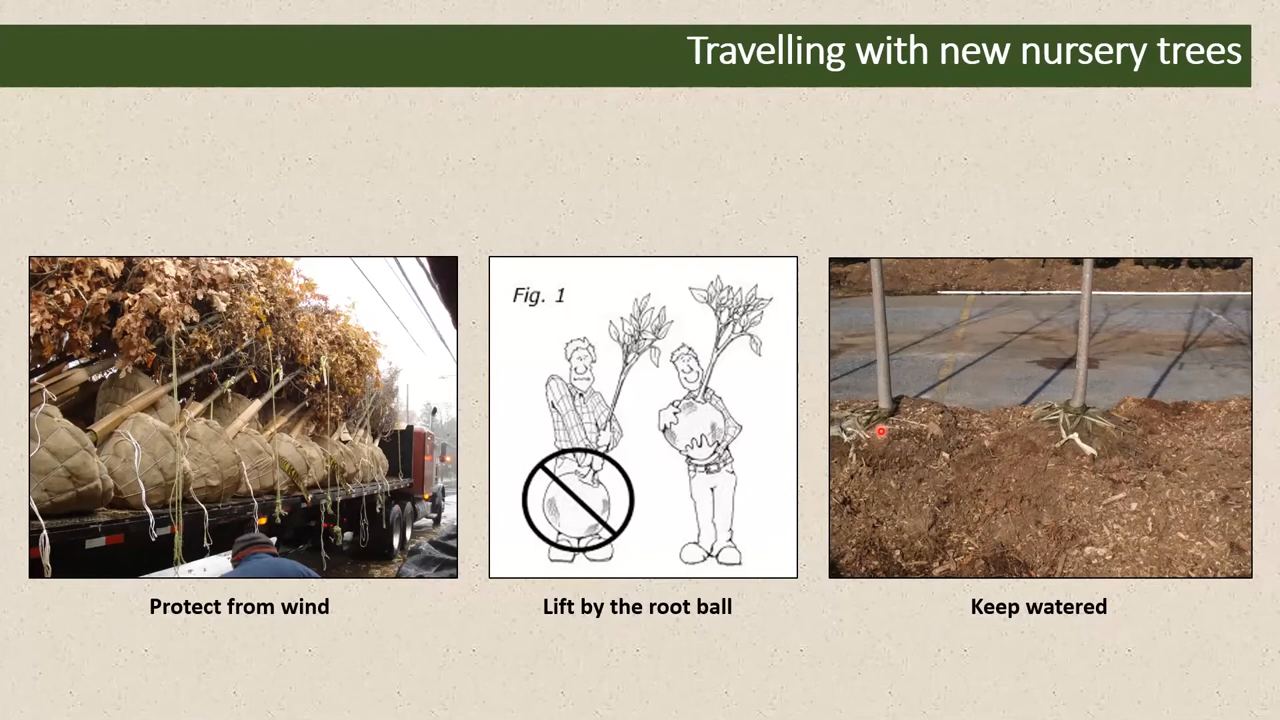 Travelling with new nursery trees
Fig. 1
Protect from wind
Lift by the root ball
Keep watered